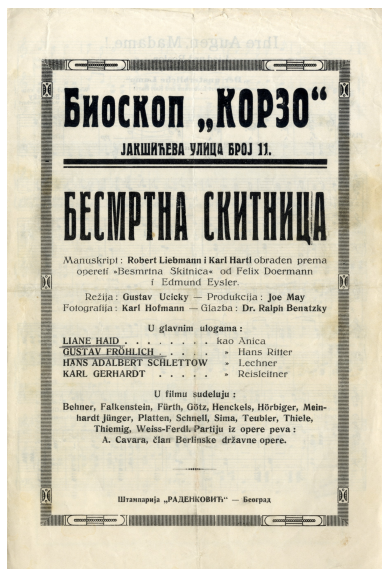 Биоскоп „КОРЗО“
ЈАКШИЋЕВА УЛИЦА БРОЈ 11.
БЕСМРТНА СКИТНИЦА
Manuskript: Robert Liebmann i Karl Hartl obrađen prema
opereti »Besmrtna Skitnica« od Felix Doermann
i Edmund Eysler.
Režija: Gustav Ucicky — Produkcija: Joe May
Fotografija: Karl Hofmann — Glazba: Dr. Ralph Benatzky
U glavnim ulogama:
LIANE HAID . . . . . . . . kao Anica
GUSTAV FRÖHLICH . . . . . » Hans Ritter
HANS ADALBERT SCHLETTOW » Lechner
KARL GERHARDT . . . . . » Reisleitner
U filmu sudeluju:
Behner, Falkenstein, Fürth, Götz, Henckels, Hörbiger, Mein-
hardt Jünger, Platten, Schnell, Sima, Teubler, Thiele,
Thiemig, Weiss-Ferdl. Partiju iz opere peva:
A. Cavara, član Berlinske državne opere.
Штампарија „РАДЕНКОВИЋ“ — Београд